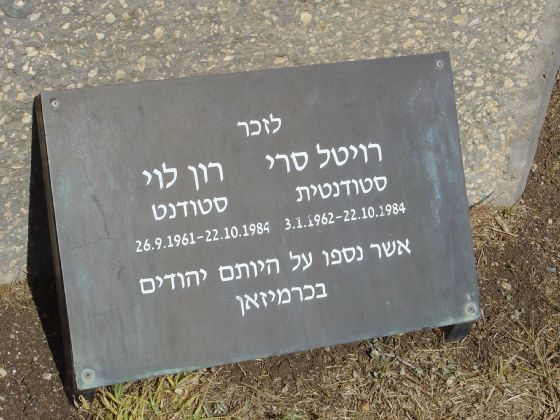 לזכר
רויטל סרי רון לוי
סטודנטית סטודנט
3.1.1962-22.10.1984 26.9.1961-22.10.1984
אשר נספו על היותם יהודים
בכרמיזאן